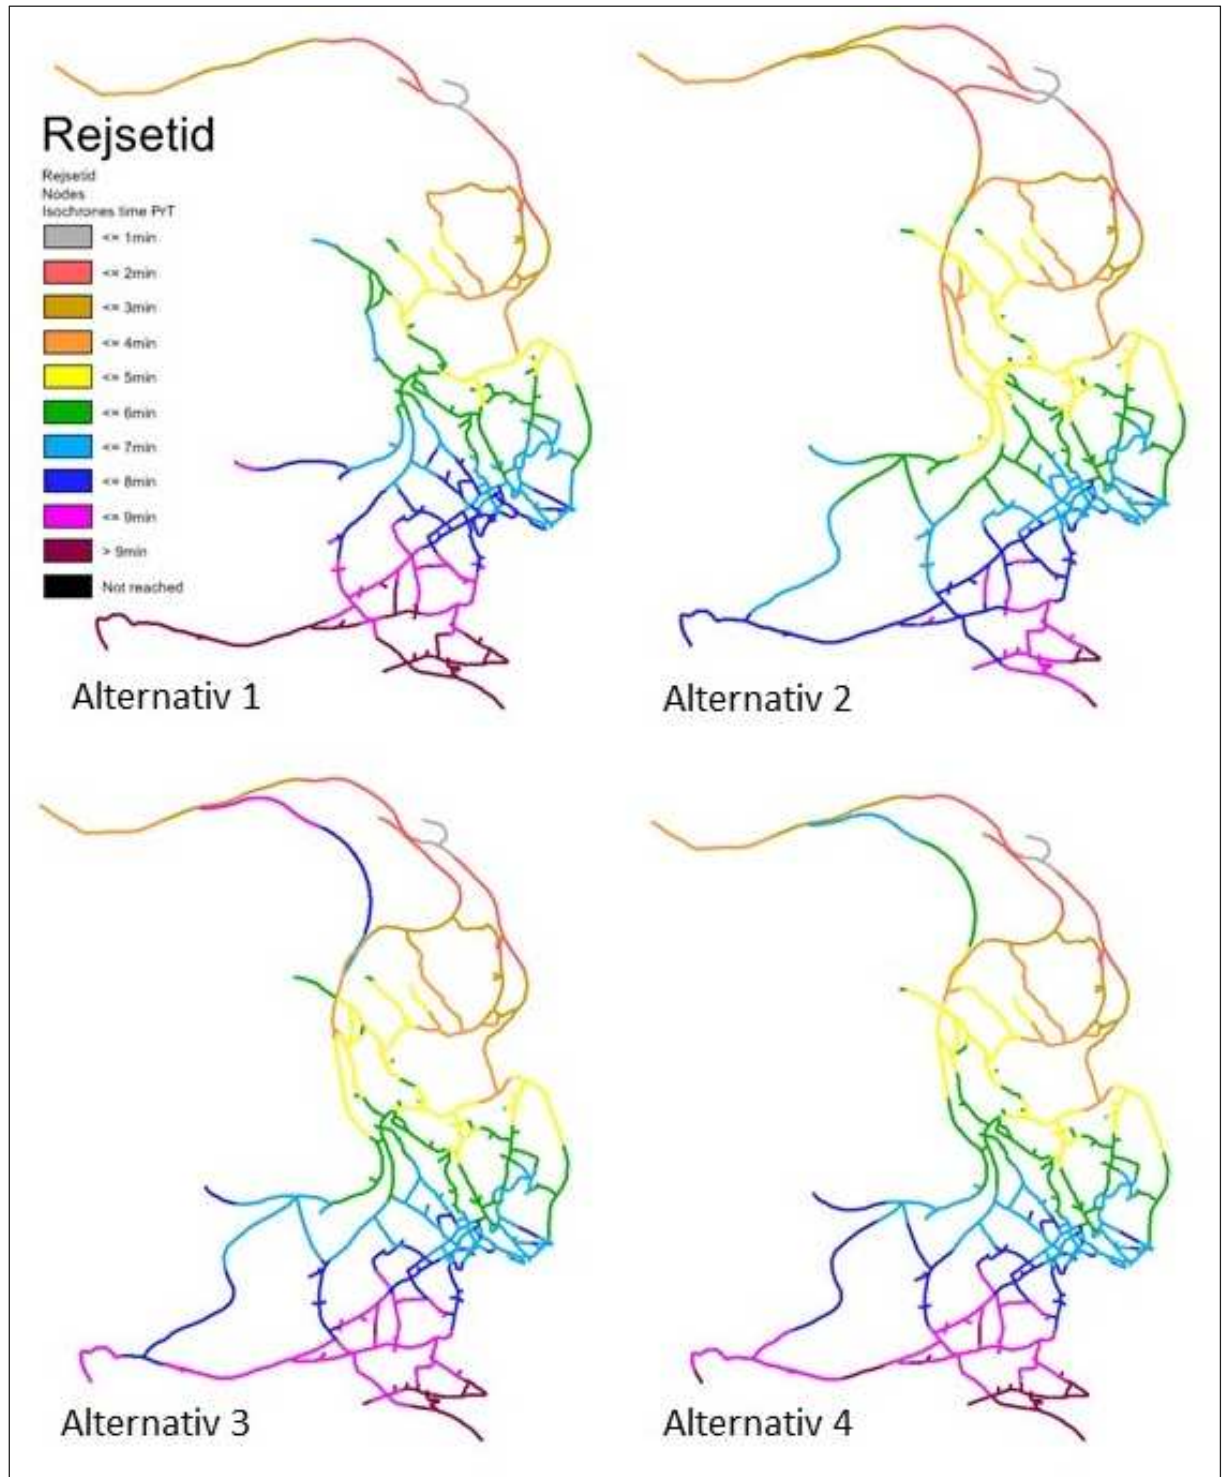 Rejsetid
Rejsetid
Nodes
Isochrones time PrT
<= 1min
<= 2min
<= 3min
<= 4min
<= 5min
<= 6min
<= 7min
<= 8min
<= 9min
> 9min
Not reached
Alternativ 1
Alternativ 2
Alternativ 3
Alternativ 4